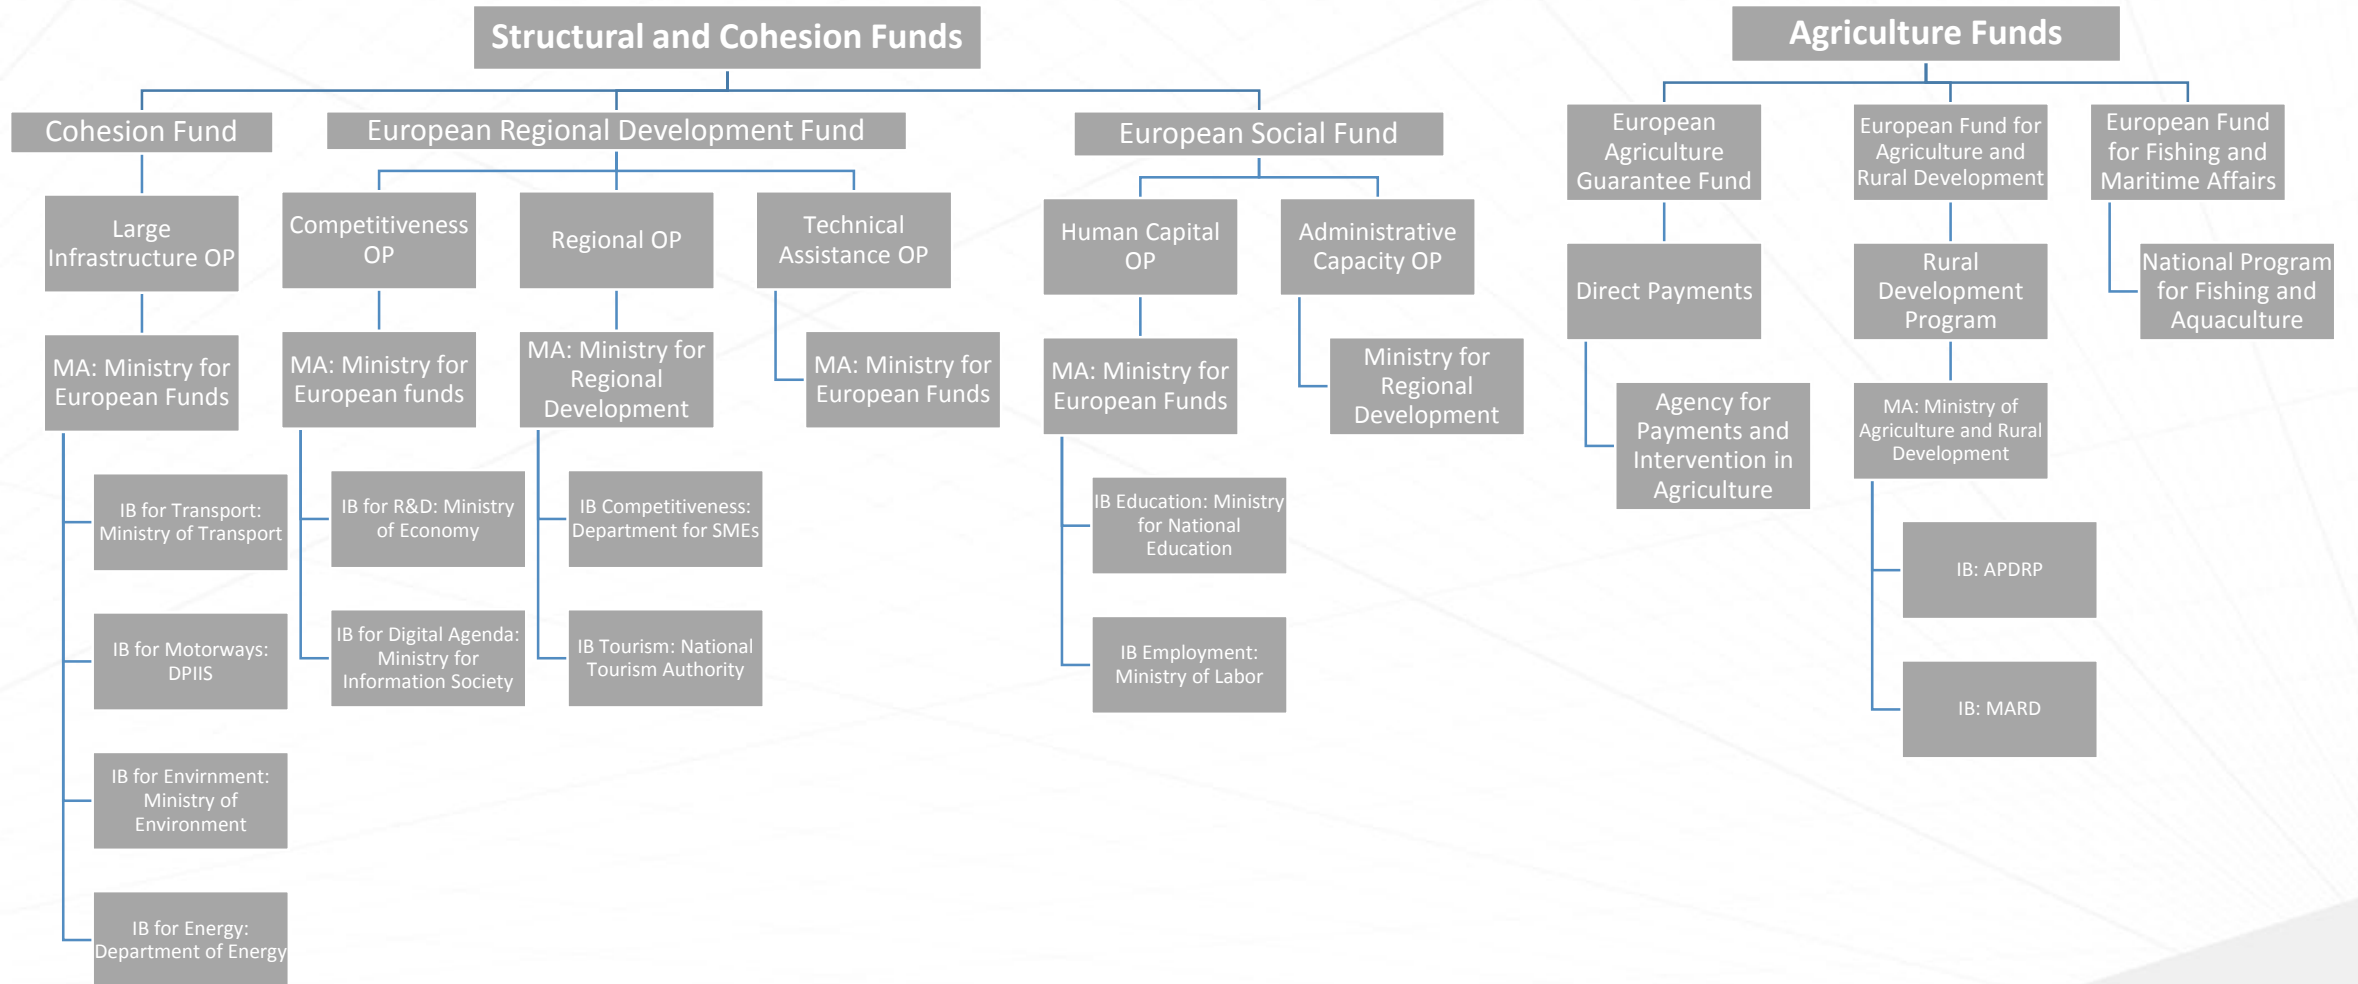 Structural and Cohesion Funds
Cohesion Fund
Large
Infrastructure OP
MA: Ministry for
European Funds
IB for Transport:
Ministry of Transport
IB for Motorways:
DPIIS
IB for Envirnment:
Ministry of
Environment
IB for Energy:
Department of Energy
European Regional Development Fund
Competitiveness
OP
MA: Ministry for
European funds
IB for R&D: Ministry
of Economy
IB for Digital Agenda:
Ministry for
Information Society
Regional OP
MA: Ministry for
Regional
Development
IB Competitiveness:
Department for SMEs
IB Tourism: National
Tourism Authority
Technical
Assistance OP
MA: Ministry for
European Funds
European Social Fund
Human Capital
OP
MA: Ministry for
European Funds
IB Education: Ministry
for National
Education
IB Employment:
Ministry of Labor
Administrative
Capacity OP
Ministry for
Regional
Development
Agriculture Funds
European
Agriculture
Guarantee Fund
Direct Payments
Agency for
Payments and
Intervention in
Agriculture
European Fund for
Agriculture and
Rural Development
Rural
Development
Program
MA: Ministry of
Agriculture and Rural
Development
IB: APDRP
IB: MARD
European Fund
for Fishing and
Maritime Affairs
National Program
for Fishing and
Aquaculture